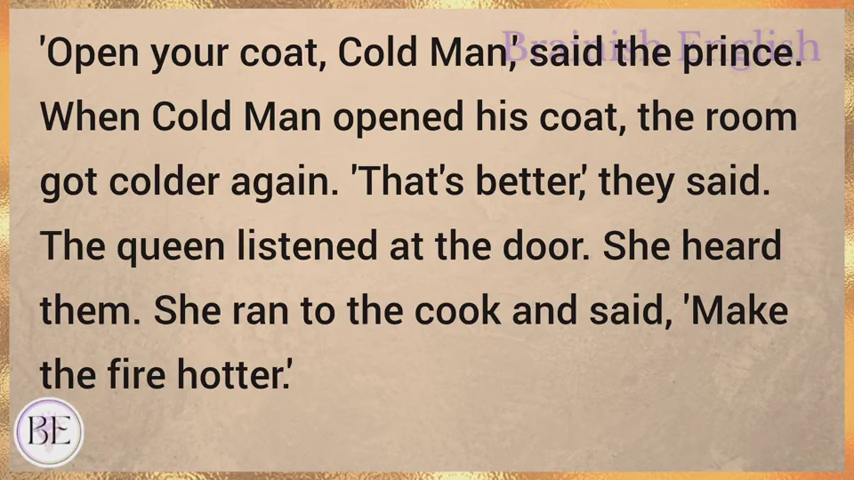 Brainish English
'Open your coat, Cold Man,' said the prince.
When Cold Man opened his coat, the room
got colder again. 'That's better,' they said.
The queen listened at the door. She heard
them. She ran to the cook and said, 'Make
the fire hotter.'
BE